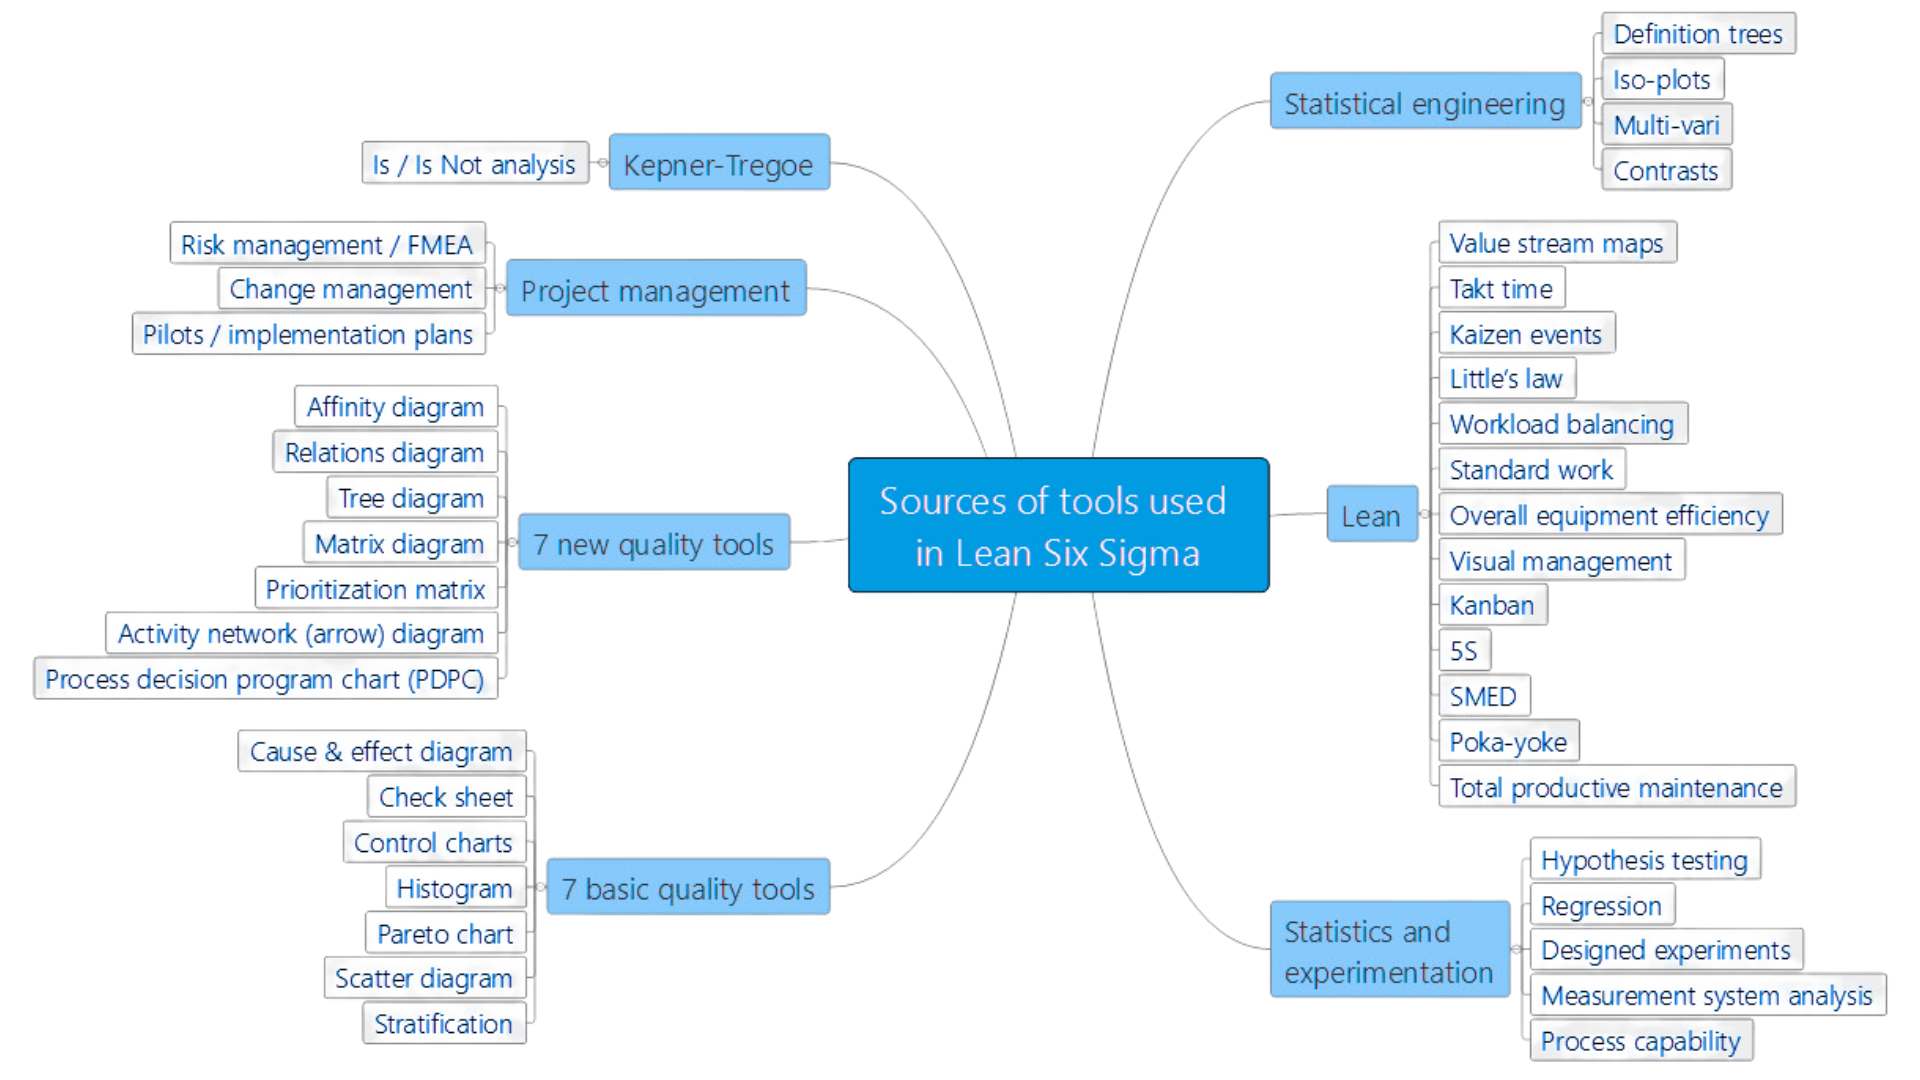 Sources of tools used
in Lean Six Sigma
Kepner-Tregoe
Is / Is Not analysis
Project management
Risk management / FMEA
Change management
Pilots / implementation plans
7 new quality tools
Affinity diagram
Relations diagram
Tree diagram
Matrix diagram
Prioritization matrix
Activity network (arrow) diagram
Process decision program chart (PDPC)
7 basic quality tools
Cause & effect diagram
Check sheet
Control charts
Histogram
Pareto chart
Scatter diagram
Stratification
Statistical engineering
Definition trees
Iso-plots
Multi-vari
Contrasts
Lean
Value stream maps
Takt time
Kaizen events
Little’s law
Workload balancing
Standard work
Overall equipment efficiency
Visual management
Kanban
5S
SMED
Poka-yoke
Total productive maintenance
Statistics and
experimentation
Hypothesis testing
Regression
Designed experiments
Measurement system analysis
Process capability